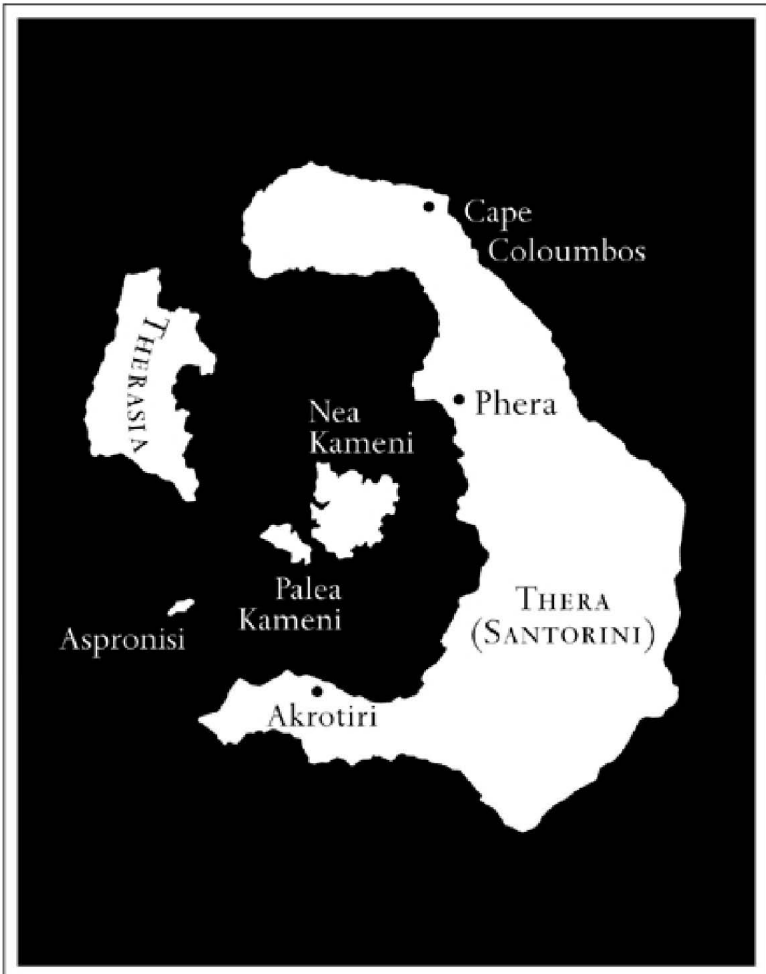 Cape
Coloumbos
THERASIA
Phera
Nea
Kameni
Palea
Kameni
THERA
(SANTORINI)
Aspronisi
Akrotiri